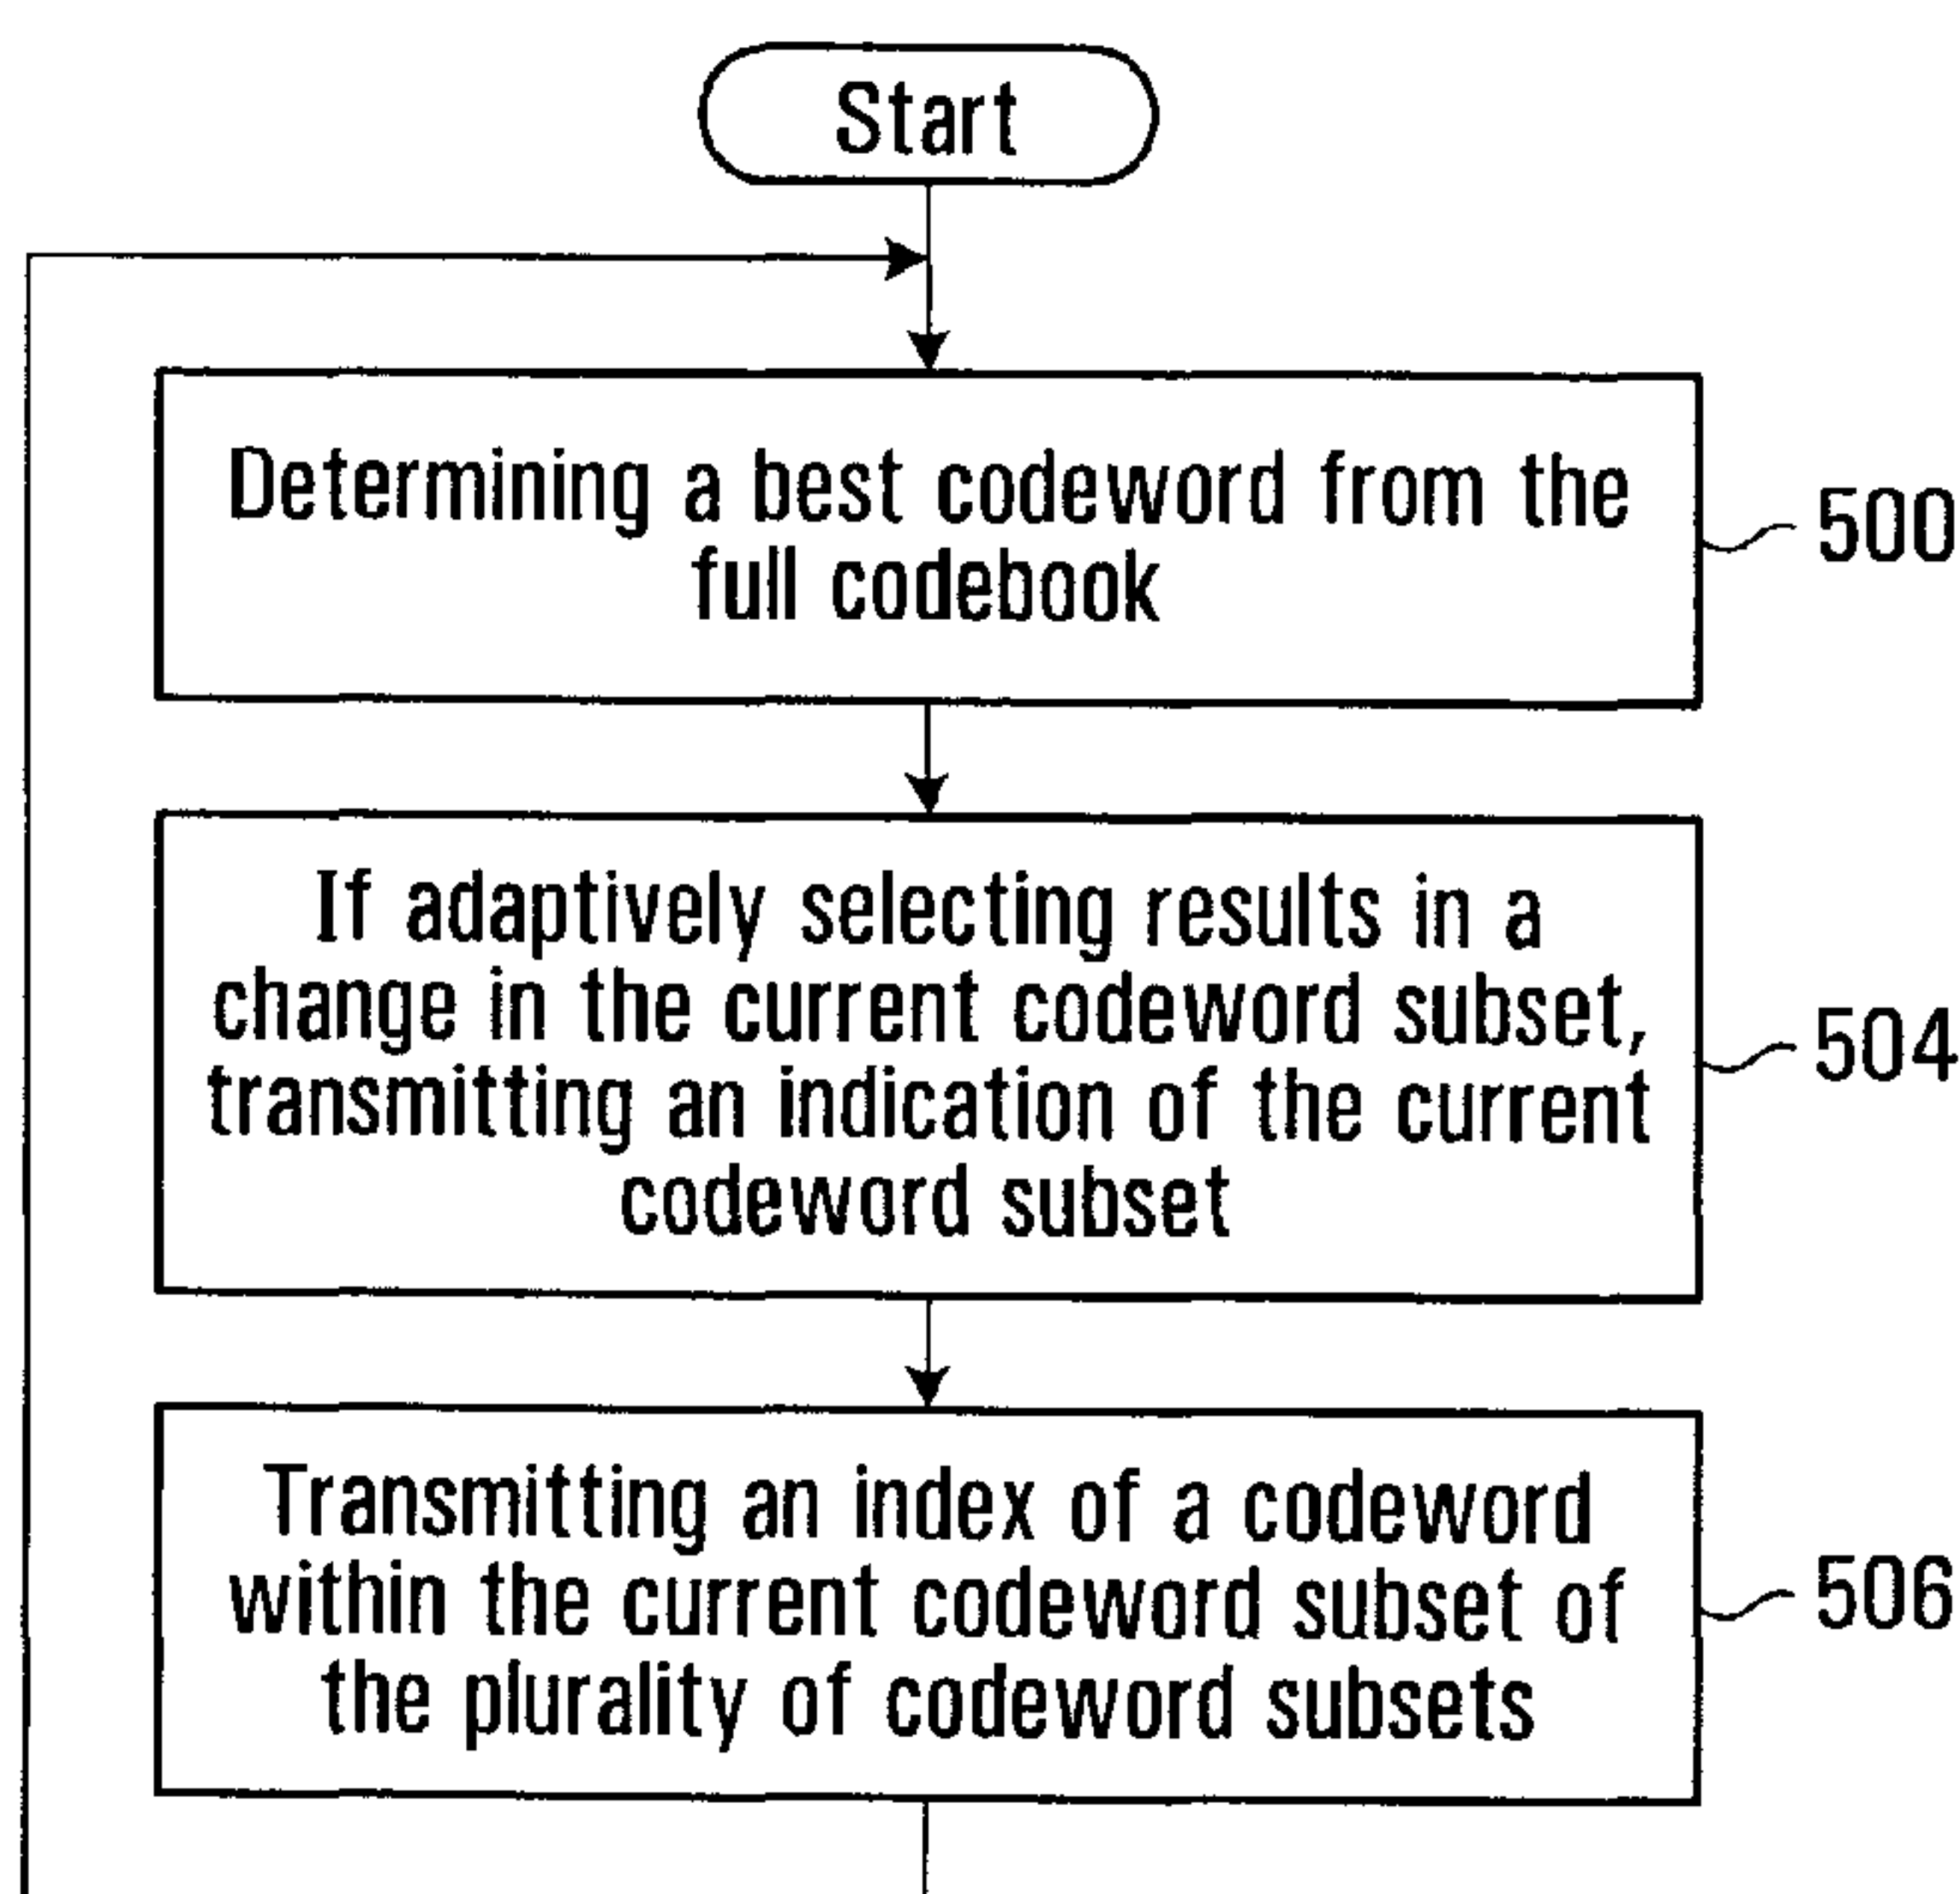 Start
Determining a best codeword from the
full codebook
500
If adaptively selecting results in a
change in the current codeword subset,
transmitting an indication of the current
codeword subset
504
Transmitting an index of a codeword
within the current codeword subset of
the plurality of codeword subsets
506